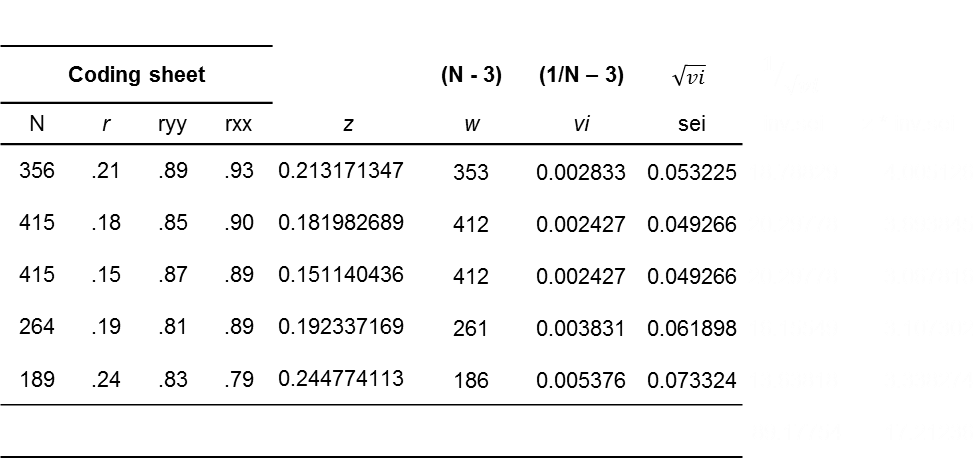 Coding sheet (N - 3) (1/N – 3) √vi
N r ryy rxx z w vi sei
356 .21 .89 .93 0.213171347 353 0.002833 0.053225
415 .18 .85 .90 0.181982689 412 0.002427 0.049266
415 .15 .87 .89 0.151140436 412 0.002427 0.049266
264 .19 .81 .89 0.192337169 261 0.003831 0.061898
189 .24 .83 .79 0.244774113 186 0.005376 0.073324